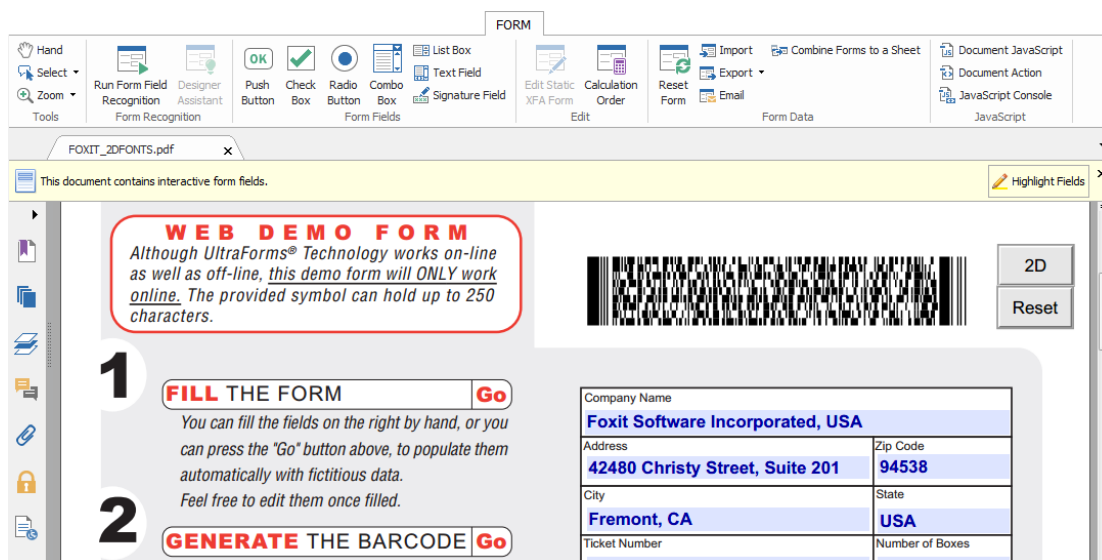 FORM
Hand
Select
Zoom
Tools
Run Form Field
Recognition
Designer
Assistant
Form Recognition
OK
Push
Button
Check
Box
Radio
Button
Combo
Box
List Box
Text Field
Signature Field
Form Fields
Edit Static
XFA Form
Calculation
Order
Edit
Reset
Form
Import
Export
Email
Combine Forms to a Sheet
Form Data
Document JavaScript
Document Action
JavaScript Console
JavaScript
FOXIT_2DFONTS.pdf x
This document contains interactive form fields.
Highlight Fields
x
WEB DEMO FORM
Although UltraForms® Technology works on-line
as well as off-line, this demo form will ONLY work
online. The provided symbol can hold up to 250
characters.
2D
Reset
1
FILL THE FORM Go
You can fill the fields on the right by hand, or you
can press the "Go" button above, to populate them
automatically with fictitious data.
Feel free to edit them once filled.
2
GENERATE THE BARCODE Go
Company Name
Foxit Software Incorporated, USA
Address
42480 Christy Street, Suite 201
Zip Code
94538
City
Fremont, CA
State
USA
Ticket Number
Number of Boxes